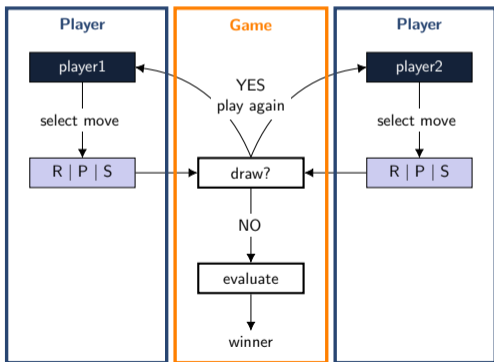 Player
Game
Player
player1
player2
YES
play again
select move
select move
R | P | S
draw?
R | P | S
NO
evaluate
winner